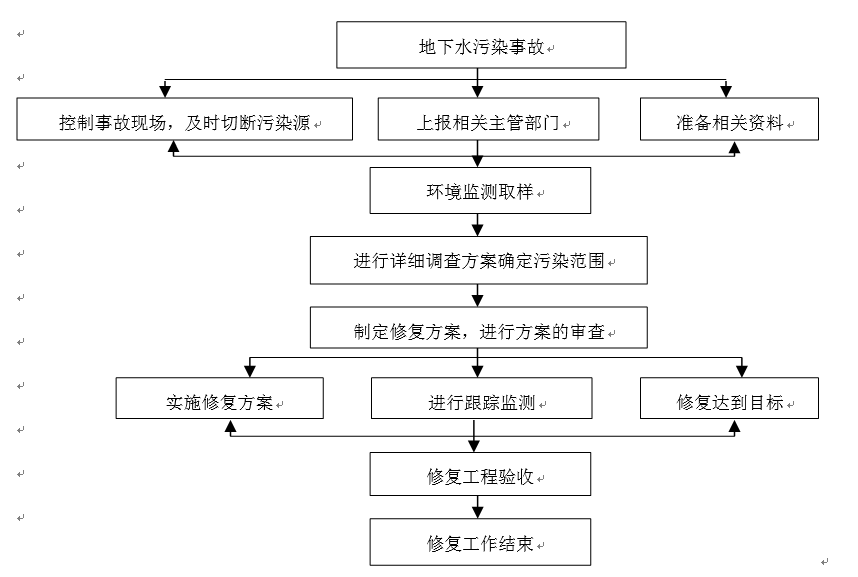 地下水污染事故
控制事故现场，及时切断污染源
上报相关主管部门
准备相关资料
环境监测取样
进行详细调查方案确定污染范围
制定修复方案，进行方案的审查
实施修复方案
进行跟踪监测
修复达到目标
修复工程验收
修复工作结束